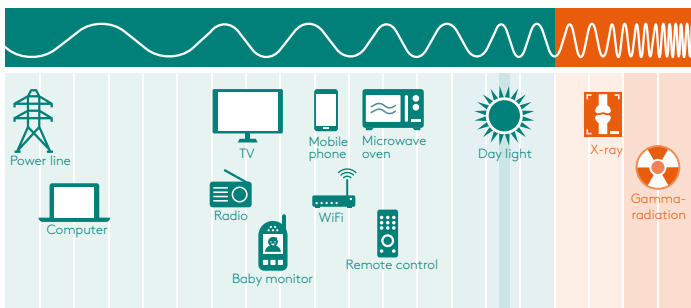 Power line
Computer
TV
Radio
Baby monitor
Mobile
phone
WiFi
Microwave
oven
Remote control
Day light
X-ray
Gamma-
radiation